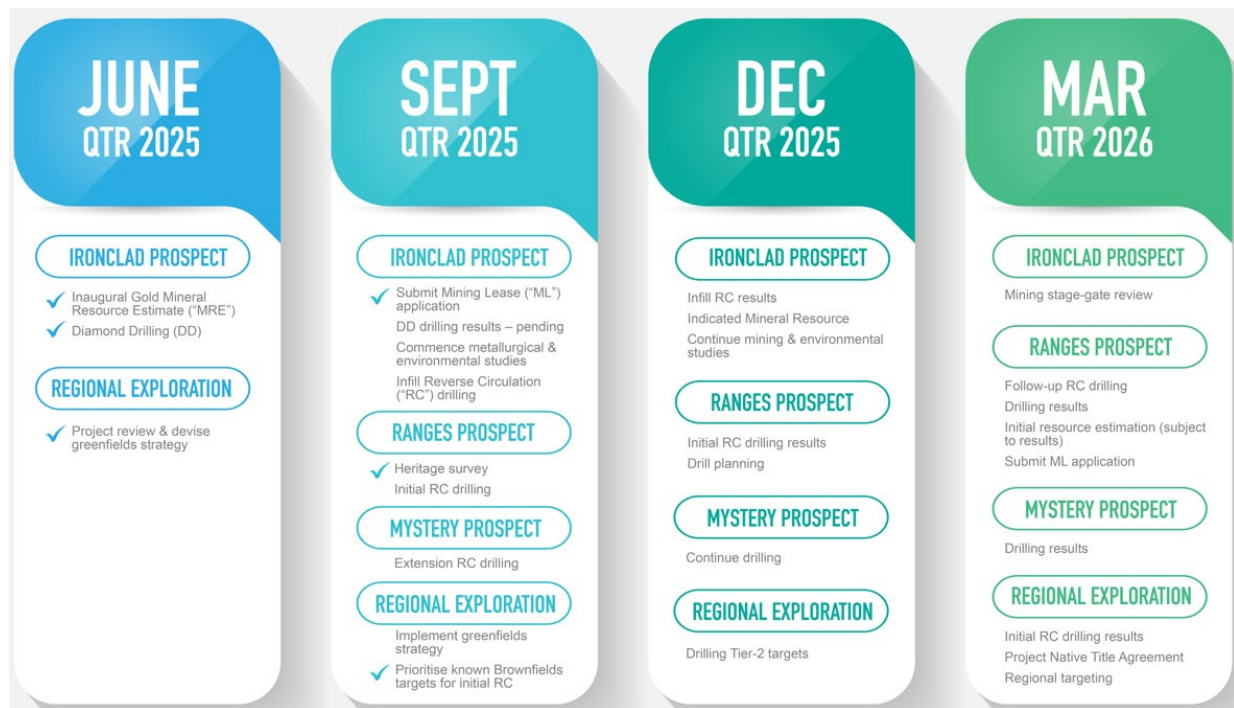 JUNE
QTR 2025
IRONCLAD PROSPECT
Inaugural Gold Mineral
Resource Estimate (“MRE”)
Diamond Drilling (DD)
REGIONAL EXPLORATION
Project review & devise
greenfields strategy
SEPT
QTR 2025
IRONCLAD PROSPECT
Submit Mining Lease (“ML”)
application
DD drilling results – pending
Commence metallurgical &
environmental studies
Infill Reverse Circulation
(“RC”) drilling
RANGES PROSPECT
Heritage survey
Initial RC drilling
MYSTERY PROSPECT
Extension RC drilling
REGIONAL EXPLORATION
Implement greenfields
strategy
Prioritise known Brownfields
targets for initial RC
DEC
QTR 2025
IRONCLAD PROSPECT
Infill RC results
Indicated Mineral Resource
Continue mining & environmental
studies
RANGES PROSPECT
Initial RC drilling results
Drill planning
MYSTERY PROSPECT
Continue drilling
REGIONAL EXPLORATION
Drilling Tier-2 targets
MAR
QTR 2026
IRONCLAD PROSPECT
Mining stage-gate review
RANGES PROSPECT
Follow-up RC drilling
Drilling results
Initial resource estimation (subject
to results)
Submit ML application
MYSTERY PROSPECT
Drilling results
REGIONAL EXPLORATION
Initial RC drilling results
Project Native Title Agreement
Regional targeting